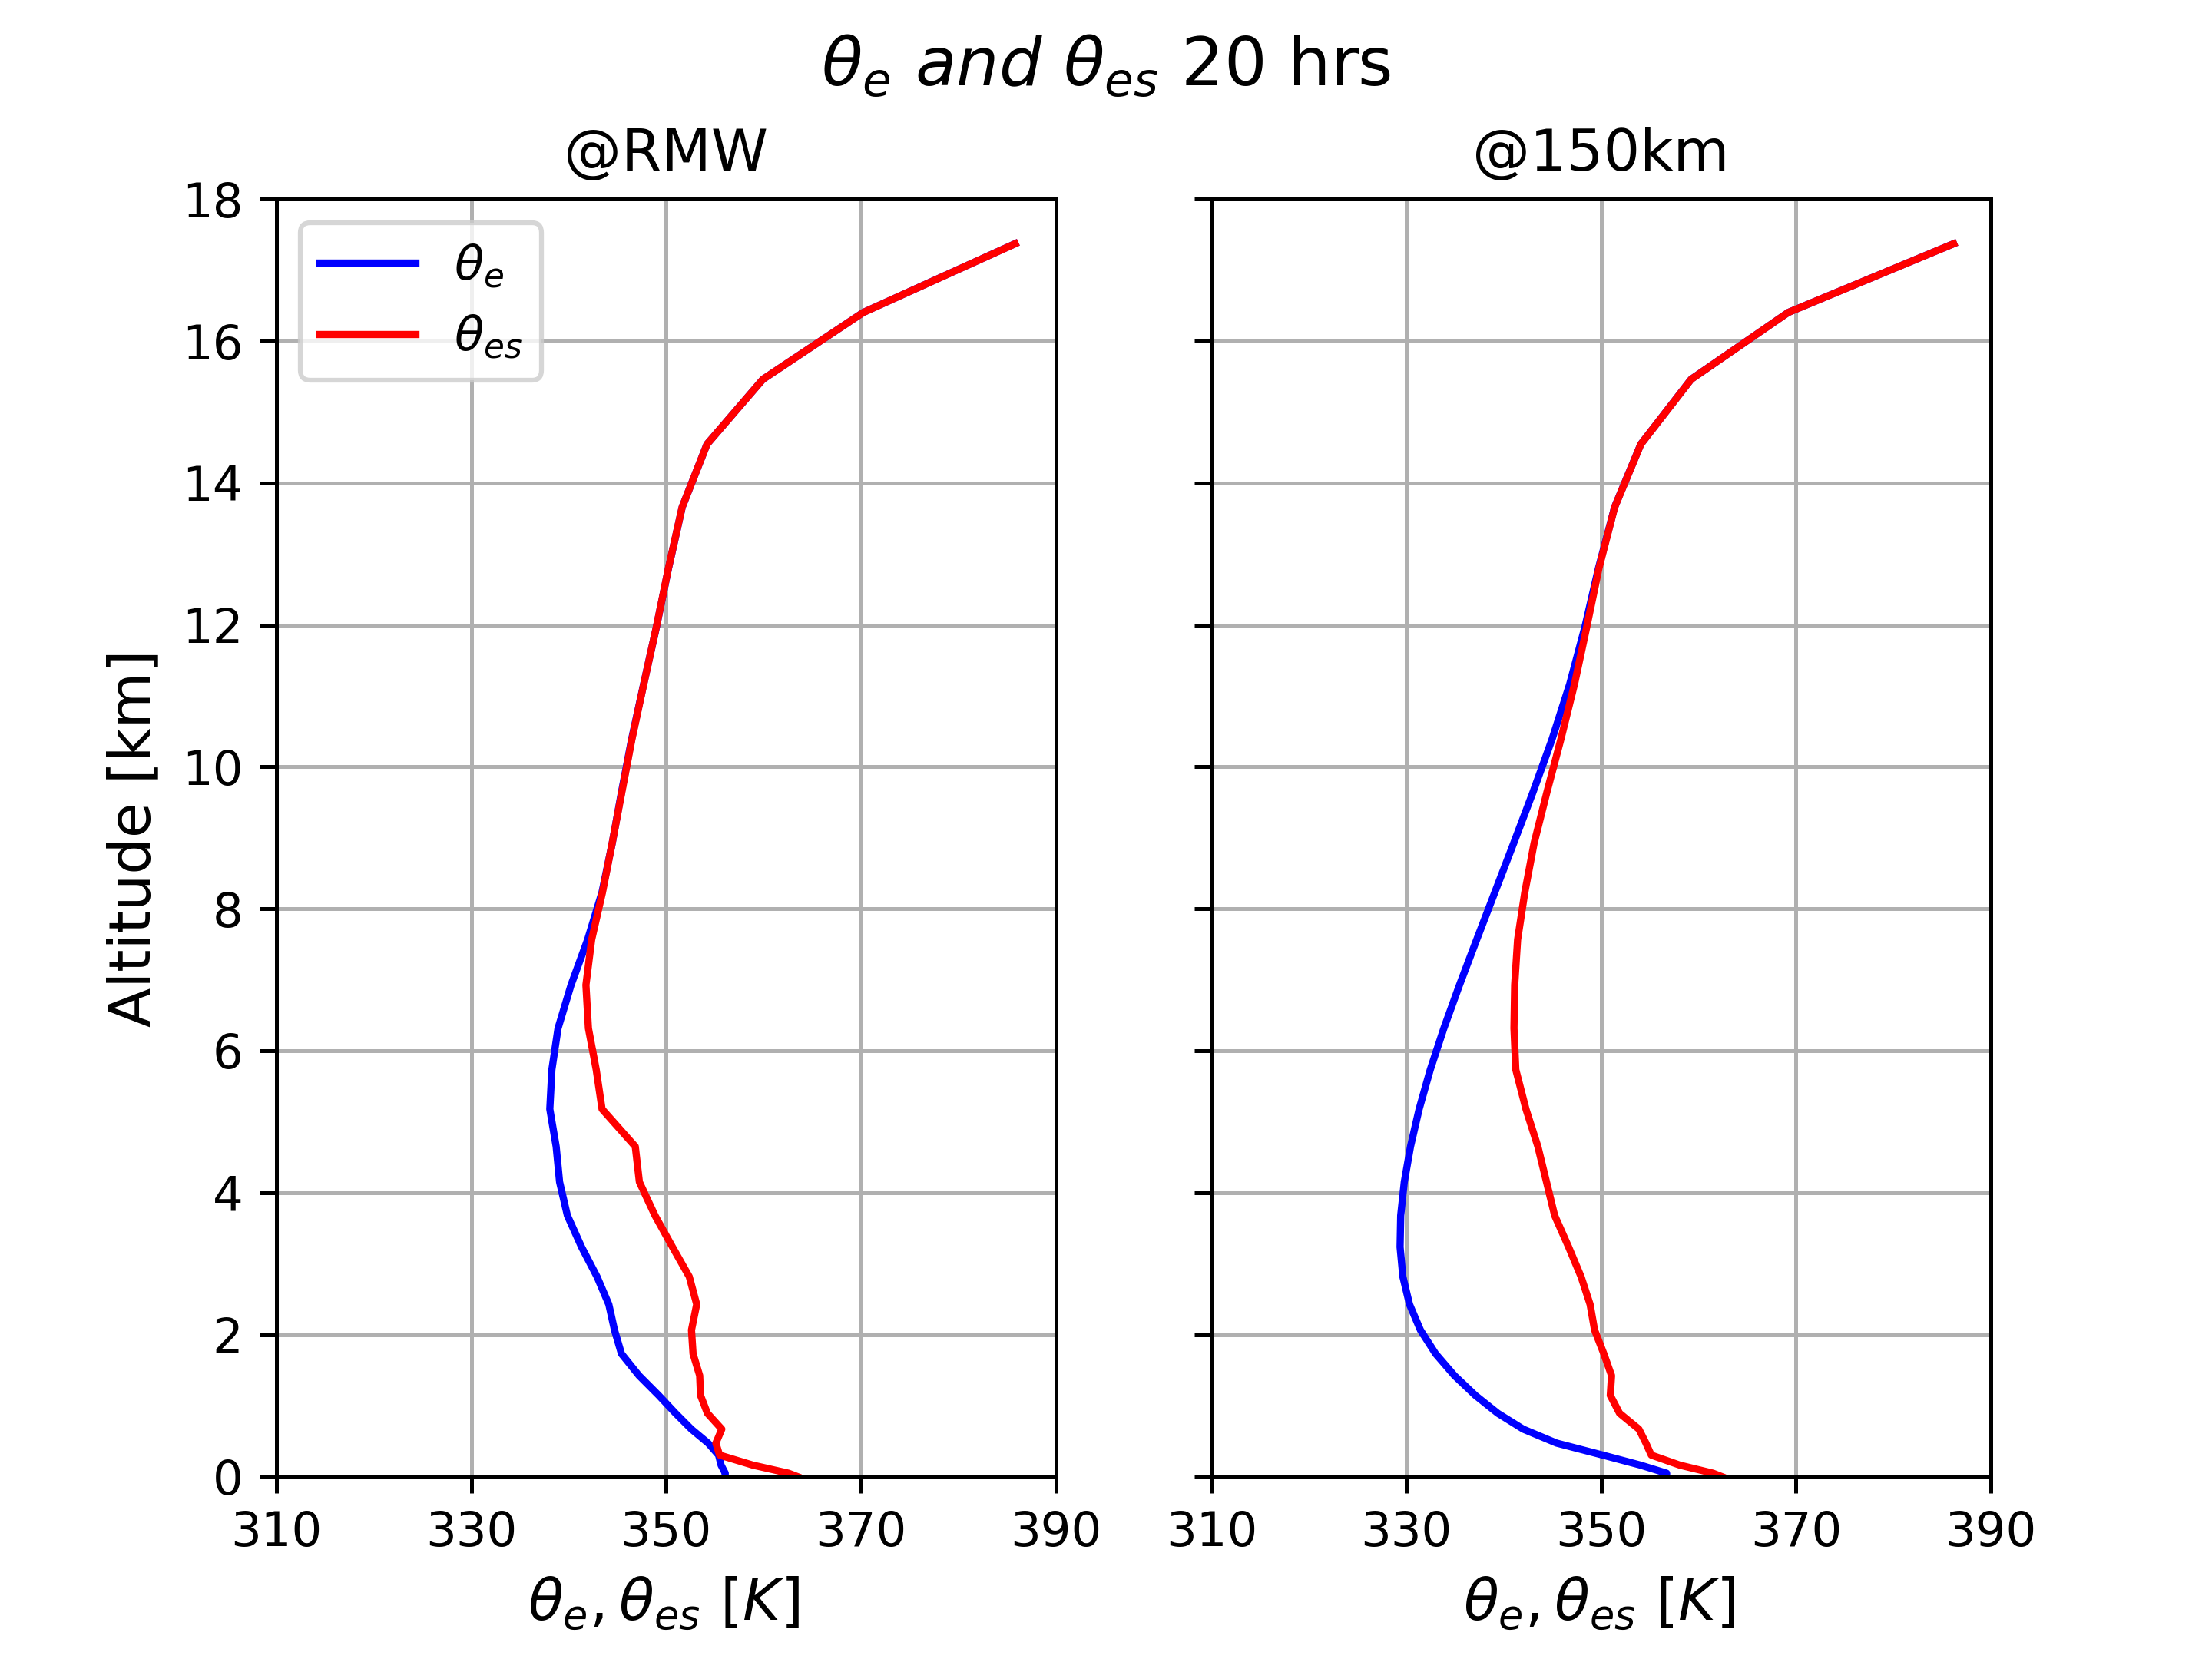 θe and θes 20 hrs
@RMW
@150km
θe
θes
Altitude [km]
18
16
14
12
10
8
6
4
2
0
310 330 350 370 390
310 330 350 370 390
θe, θes [K]
θe, θes [K]